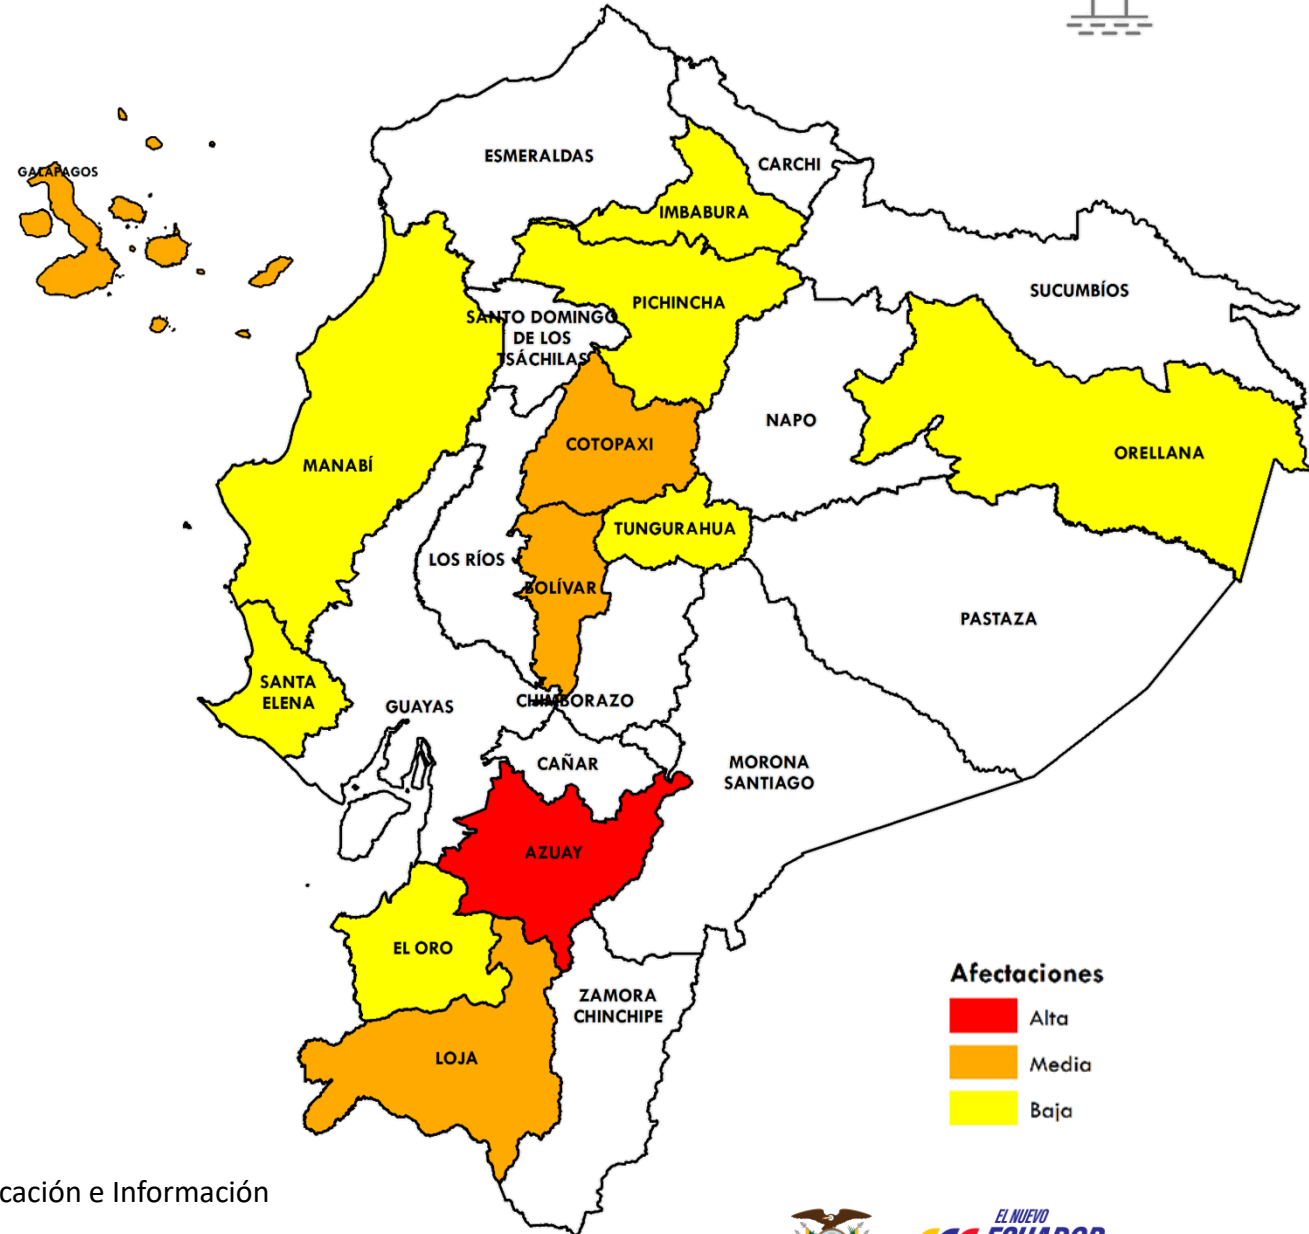 ESMERALDAS
CARCHI
GALÁPAGOS
IMBABURA
SUCUMBÍOS
PICHINCHA
SANTO DOMINGO
DE LOS
TSÁCHILAS
NAPO
COTOPAXI
ORELLANA
MANABÍ
TUNGURAHUA
LOS RÍOS
BOLÍVAR
PASTAZA
SANTA
ELENA
CHIMBORAZO
GUAYAS
CAÑAR
MORONA
SANTIAGO
AZUAY
EL ORO
ZAMORA
CHINCHIPE
LOJA
Afectaciones
Alta
Media
Baja
cación e Información
EL NUEVO
ECUADOR